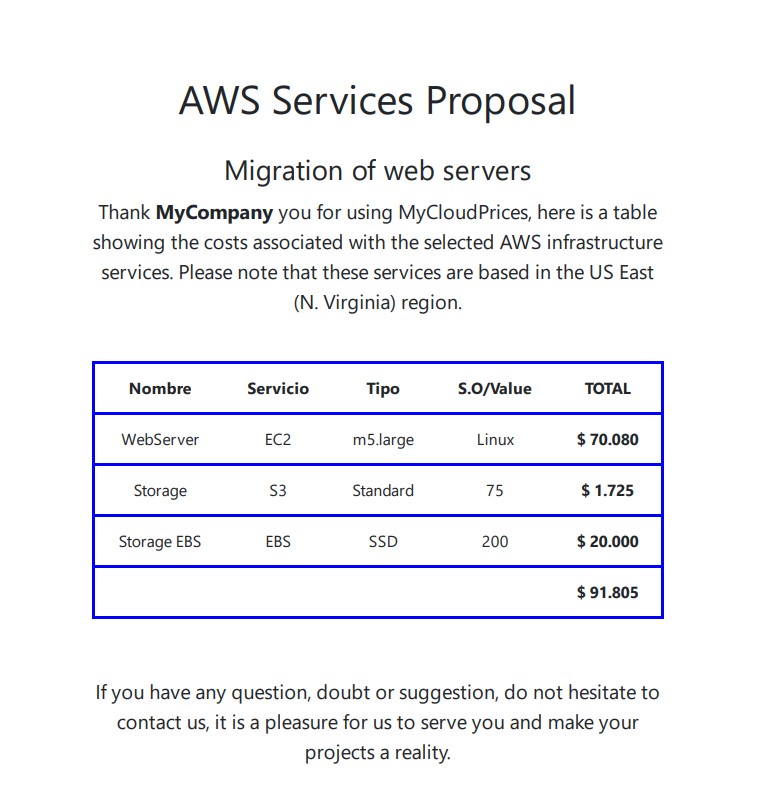 AWS Services Proposal
Migration of web servers
Thank MyCompany you for using MyCloudPrices, here is a table
showing the costs associated with the selected AWS infrastructure
services. Please note that these services are based in the US East
(N. Virginia) region.
Nombre Servicio Tipo S.O/Value TOTAL
WebServer EC2 m5.large Linux $ 70.080
Storage S3 Standard 75 $ 1.725
Storage EBS EBS SSD 200 $ 20.000
$ 91.805
If you have any question, doubt or suggestion, do not hesitate to
contact us, it is a pleasure for us to serve you and make your
projects a reality.